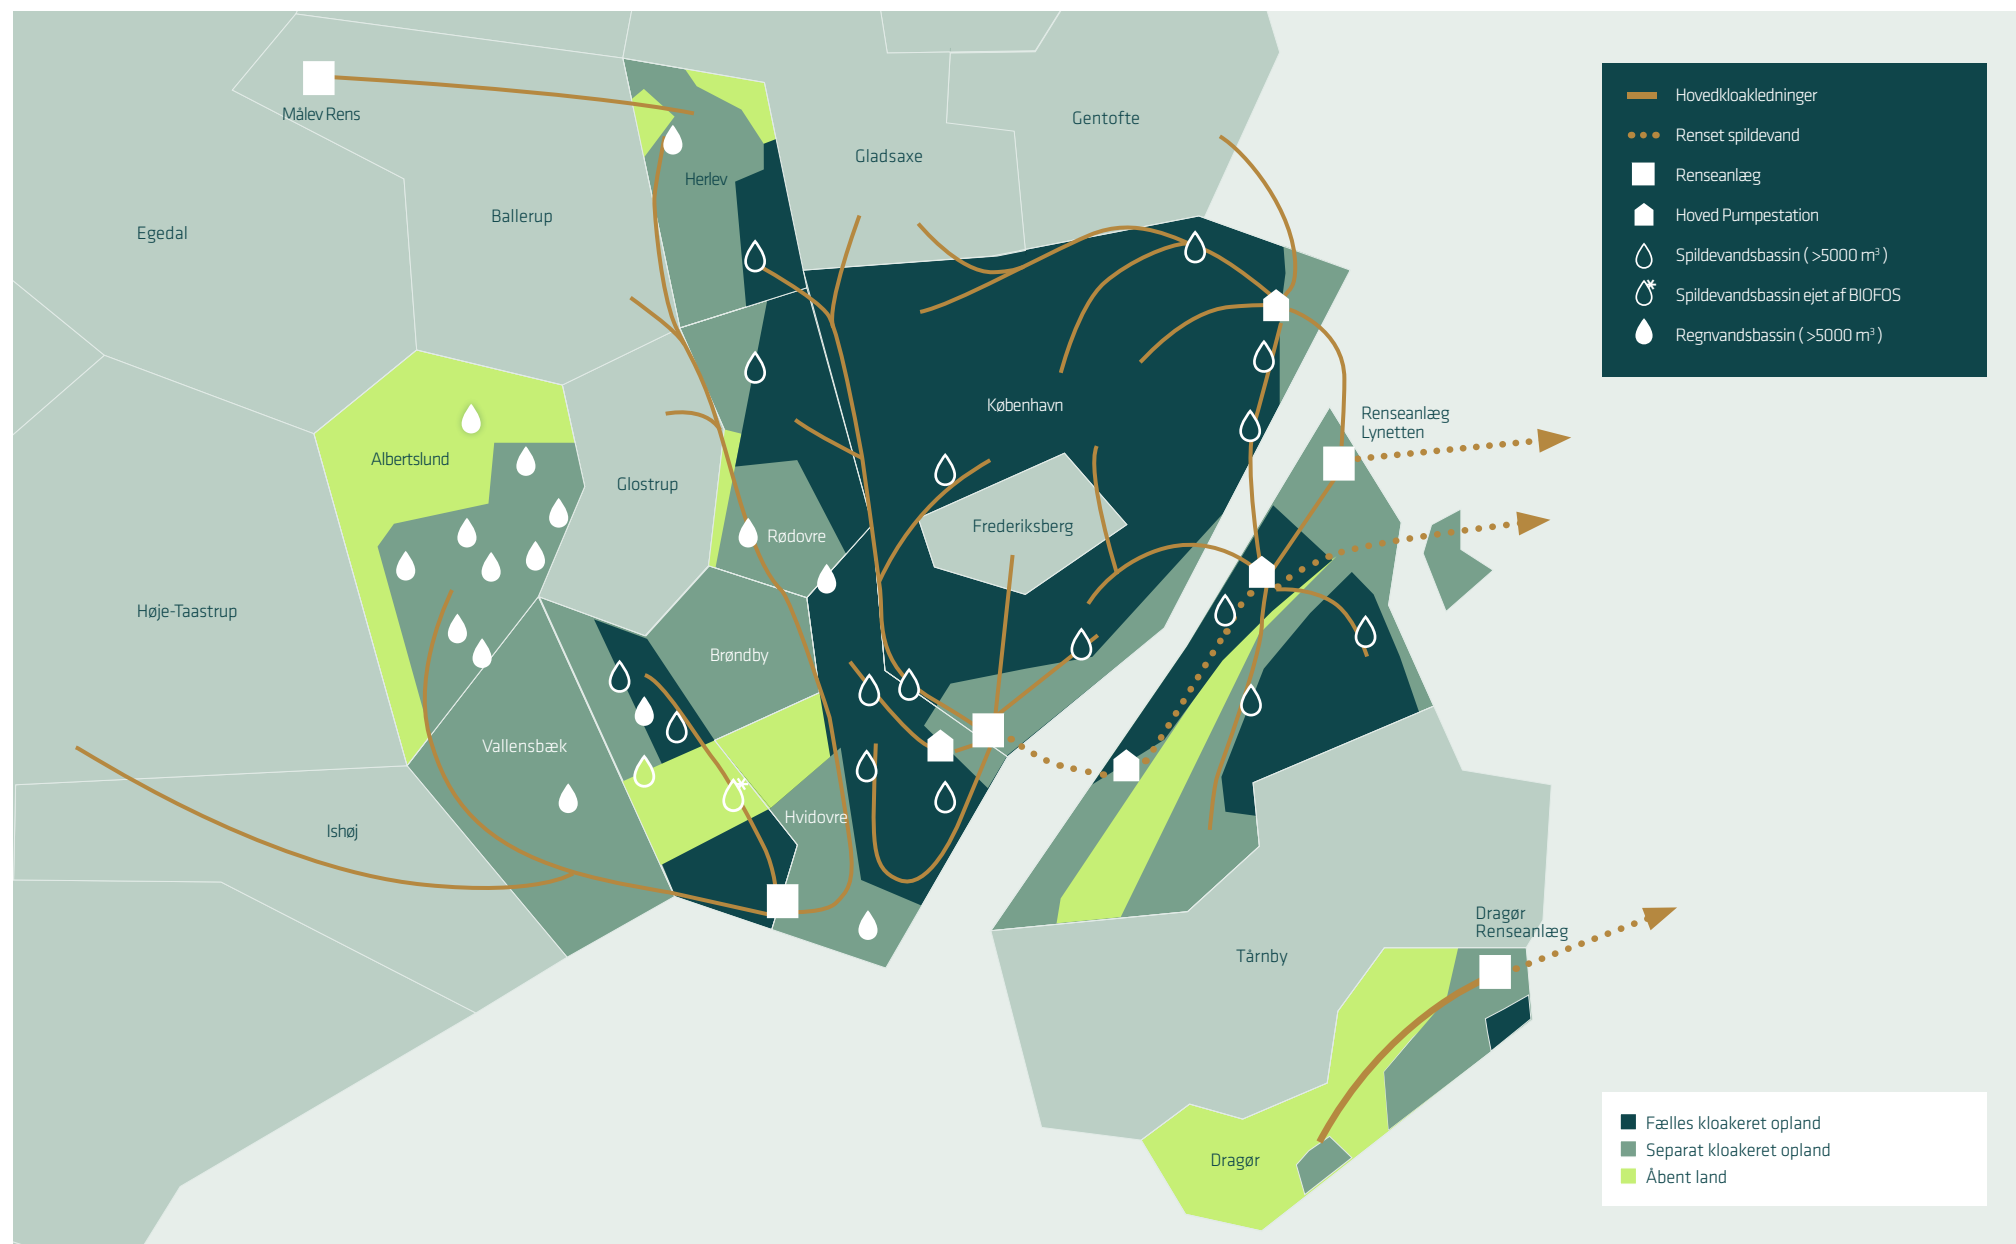 Målev Rens
Herlev
Gladsaxe
Gentofte
Egedal
Ballerup
København
Renseanlæg
Lynetten
Albertslund
Glostrup
Frederiksberg
Rødovre
Høje-Taastrup
Brøndby
Vallensbæk
Hvidovre
Ishøj
Dragør
Renseanlæg
Tårnby
Dragør
Hovedkloakledninger
Renset spildevand
Renseanlæg
Hoved Pumpestation
Spildevandsbassin ( >5000 m³ )
Spildevandsbassin ejet af BIOFOS
Regnvandsbassin ( >5000 m³ )
Fælles kloakeret opland
Separat kloakeret opland
Åbent land